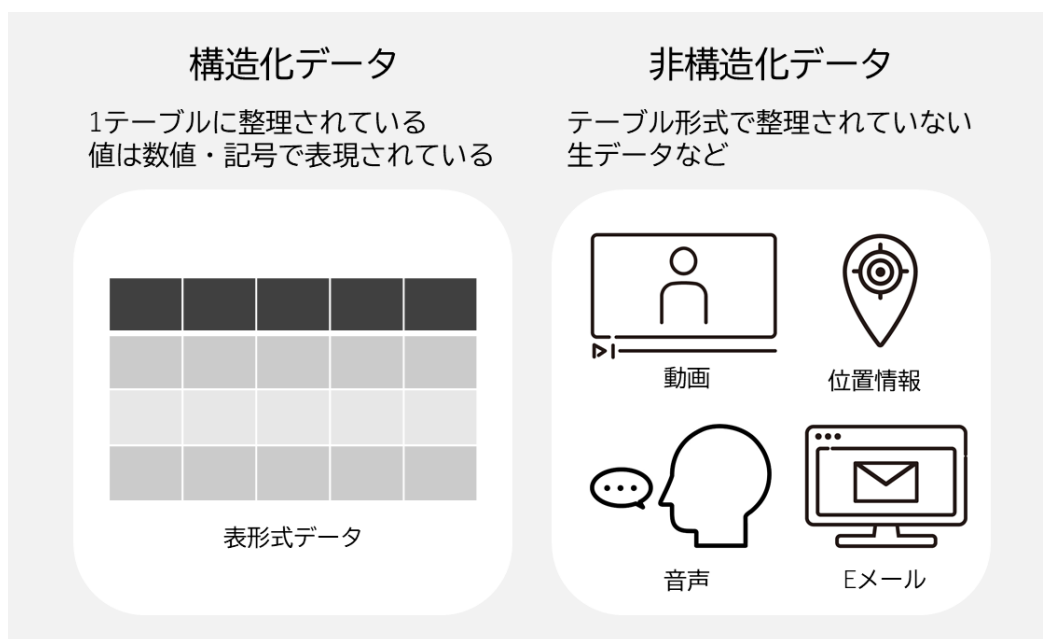 構造化データ
1テーブルに整理されている
値は数値・記号で表現されている
表形式データ
非構造化データ
テーブル形式で整理されていない
生データなど
動画
位置情報
音声
Eメール